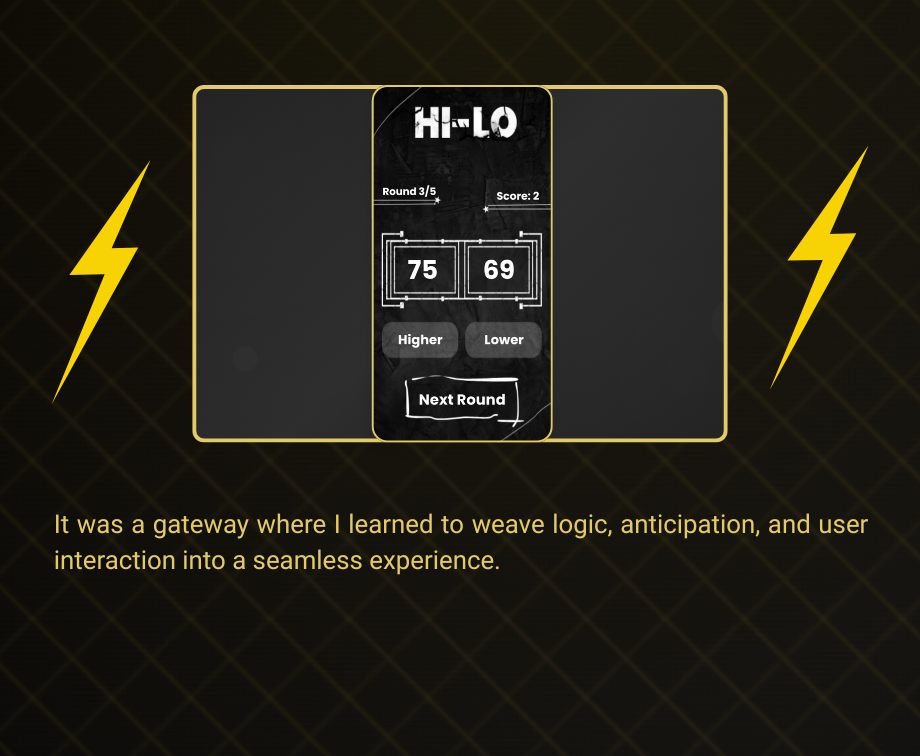 HI-LO
Round 3/5
Score: 2
75 69
Higher Lower
Next Round
It was a gateway where I learned to weave logic, anticipation, and user
interaction into a seamless experience.